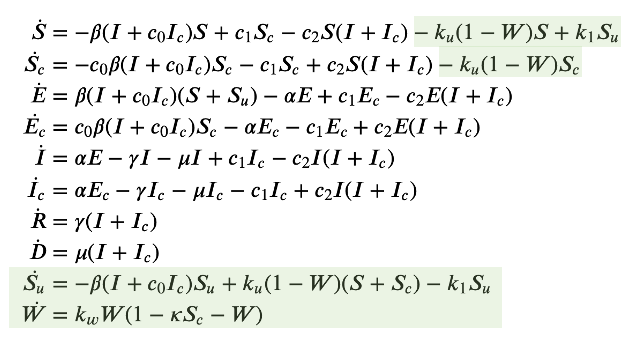 Ṡ = −β(I + c₀I_c)S + c₁S_c − c₂S(I + I_c) − k_u(1 − W)S + k₁S_u
Ṡ_c = −c₀β(I + c₀I_c)S_c − c₁S_c + c₂S(I + I_c) − k_u(1 − W)S_c
Ė = β(I + c₀I_c)(S + S_u) − αE + c₁E_c − c₂E(I + I_c)
Ė_c = c₀β(I + c₀I_c)S_c − αE_c − c₁E_c + c₂E(I + I_c)
İ = αE − γI − μI + c₁I_c − c₂I(I + I_c)
İ_c = αE_c − γI_c − μI_c − c₁I_c + c₂I(I + I_c)
Ṙ = γ(I + I_c)
Ḋ = μ(I + I_c)
Ṡ_u = −β(I + c₀I_c)S_u + k_u(1 − W)(S + S_c) − k₁S_u
Ẇ = k_wW(1 − κS_c − W)